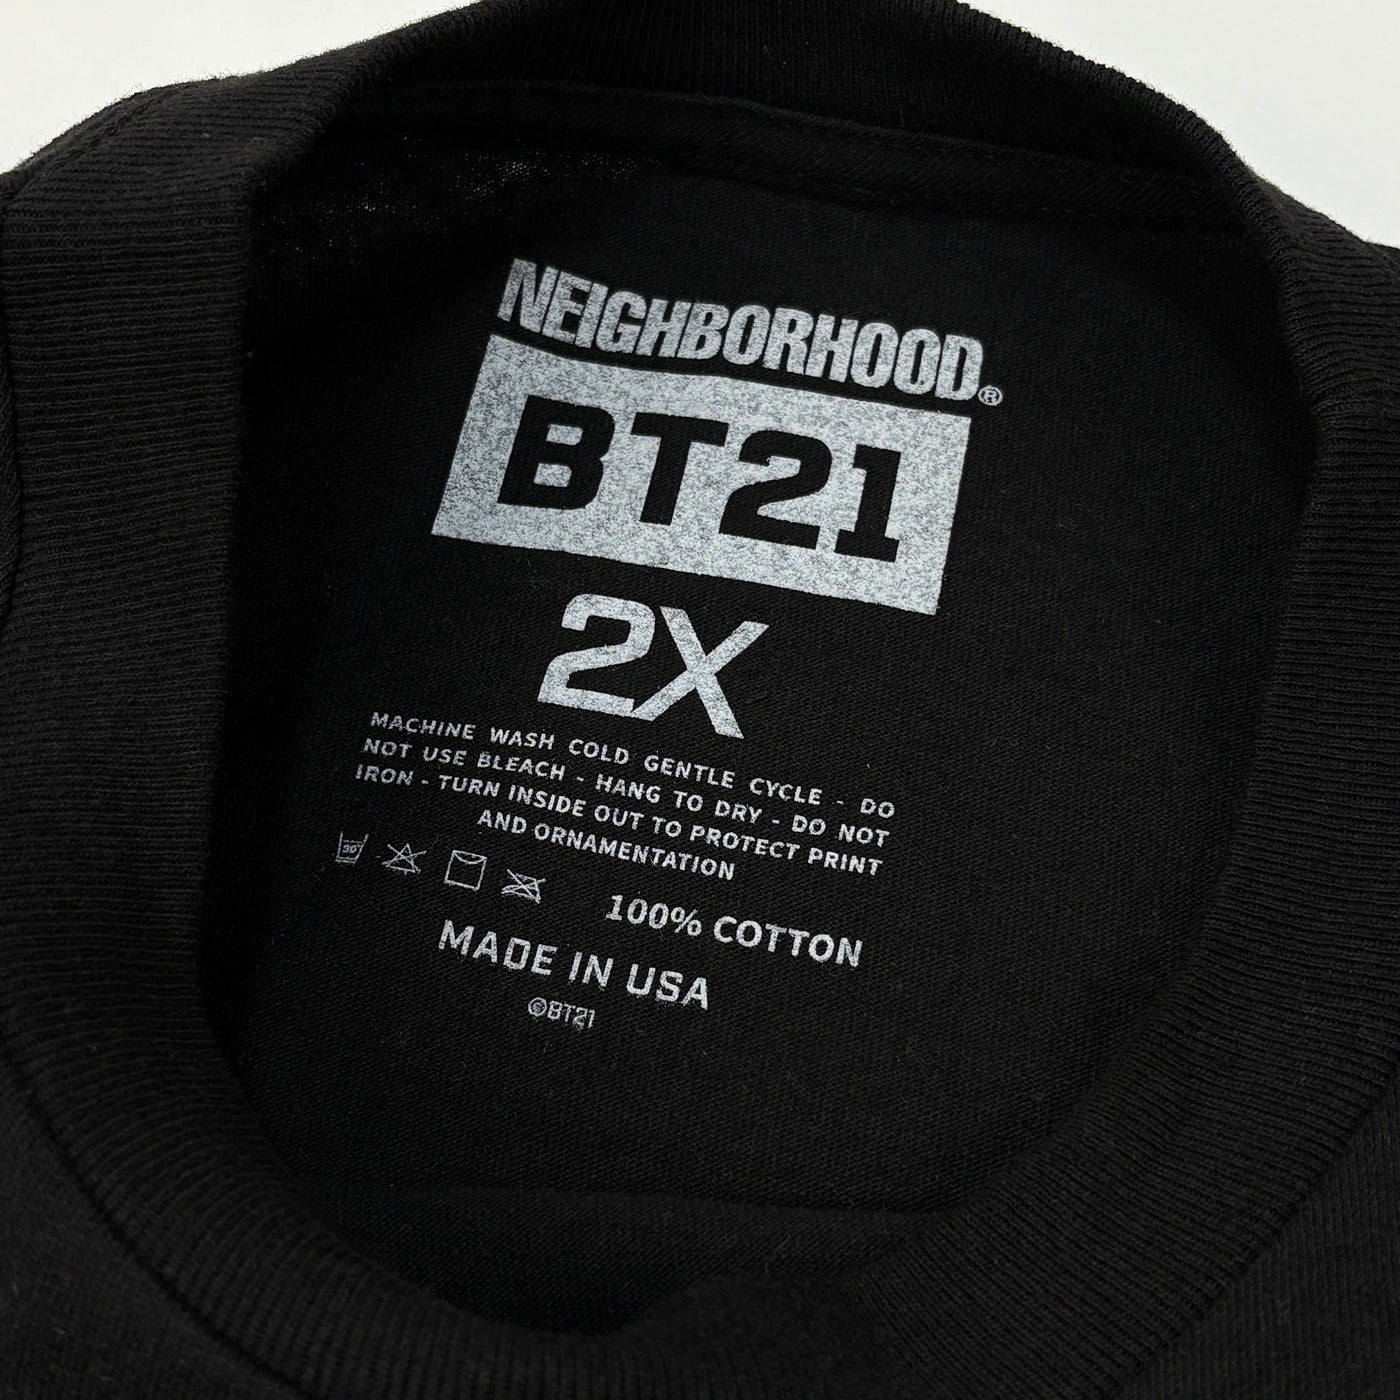 NEIGHBORHOOD®
BT21
2X
MACHINE WASH COLD GENTLE CYCLE - DO
NOT USE BLEACH - HANG TO DRY - DO NOT
IRON - TURN INSIDE OUT TO PROTECT PRINT
AND ORNAMENTATION
30°
100% COTTON
MADE IN USA
©BT21